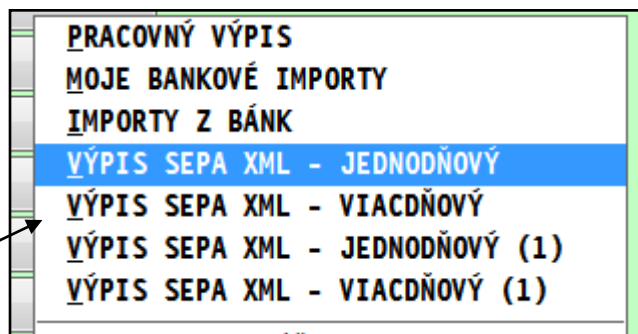 PRACOVNÝ VÝPIS
MOJE BANKOVÉ IMPORTY
IMPORTY Z BÁNK
VÝPIS SEPA XML - JEDNODŇOVÝ
VÝPIS SEPA XML - VIACDŇOVÝ
VÝPIS SEPA XML - JEDNODŇOVÝ (1)
VÝPIS SEPA XML - VIACDŇOVÝ (1)